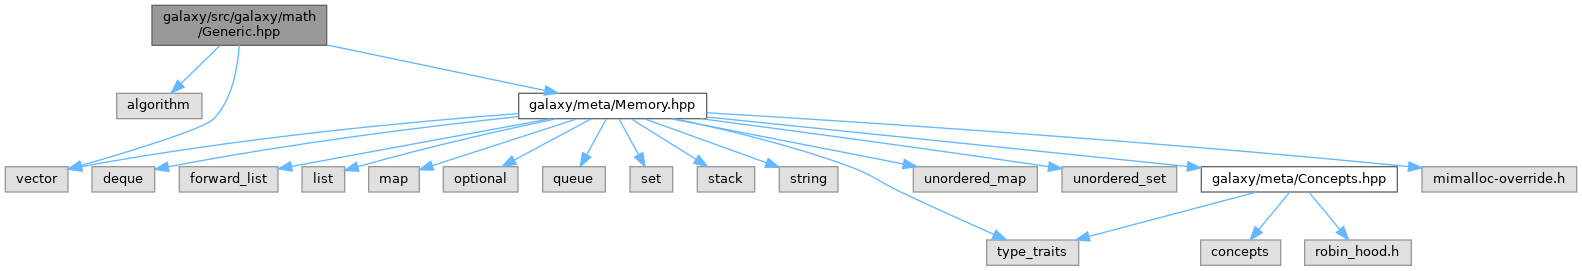 galaxy/src/galaxy/math
/Generic.hpp
algorithm
galaxy/meta/Memory.hpp
vector
deque
forward_list
list
map
optional
queue
set
stack
string
unordered_map
unordered_set
galaxy/meta/Concepts.hpp
mimalloc-override.h
type_traits
concepts
robin_hood.h